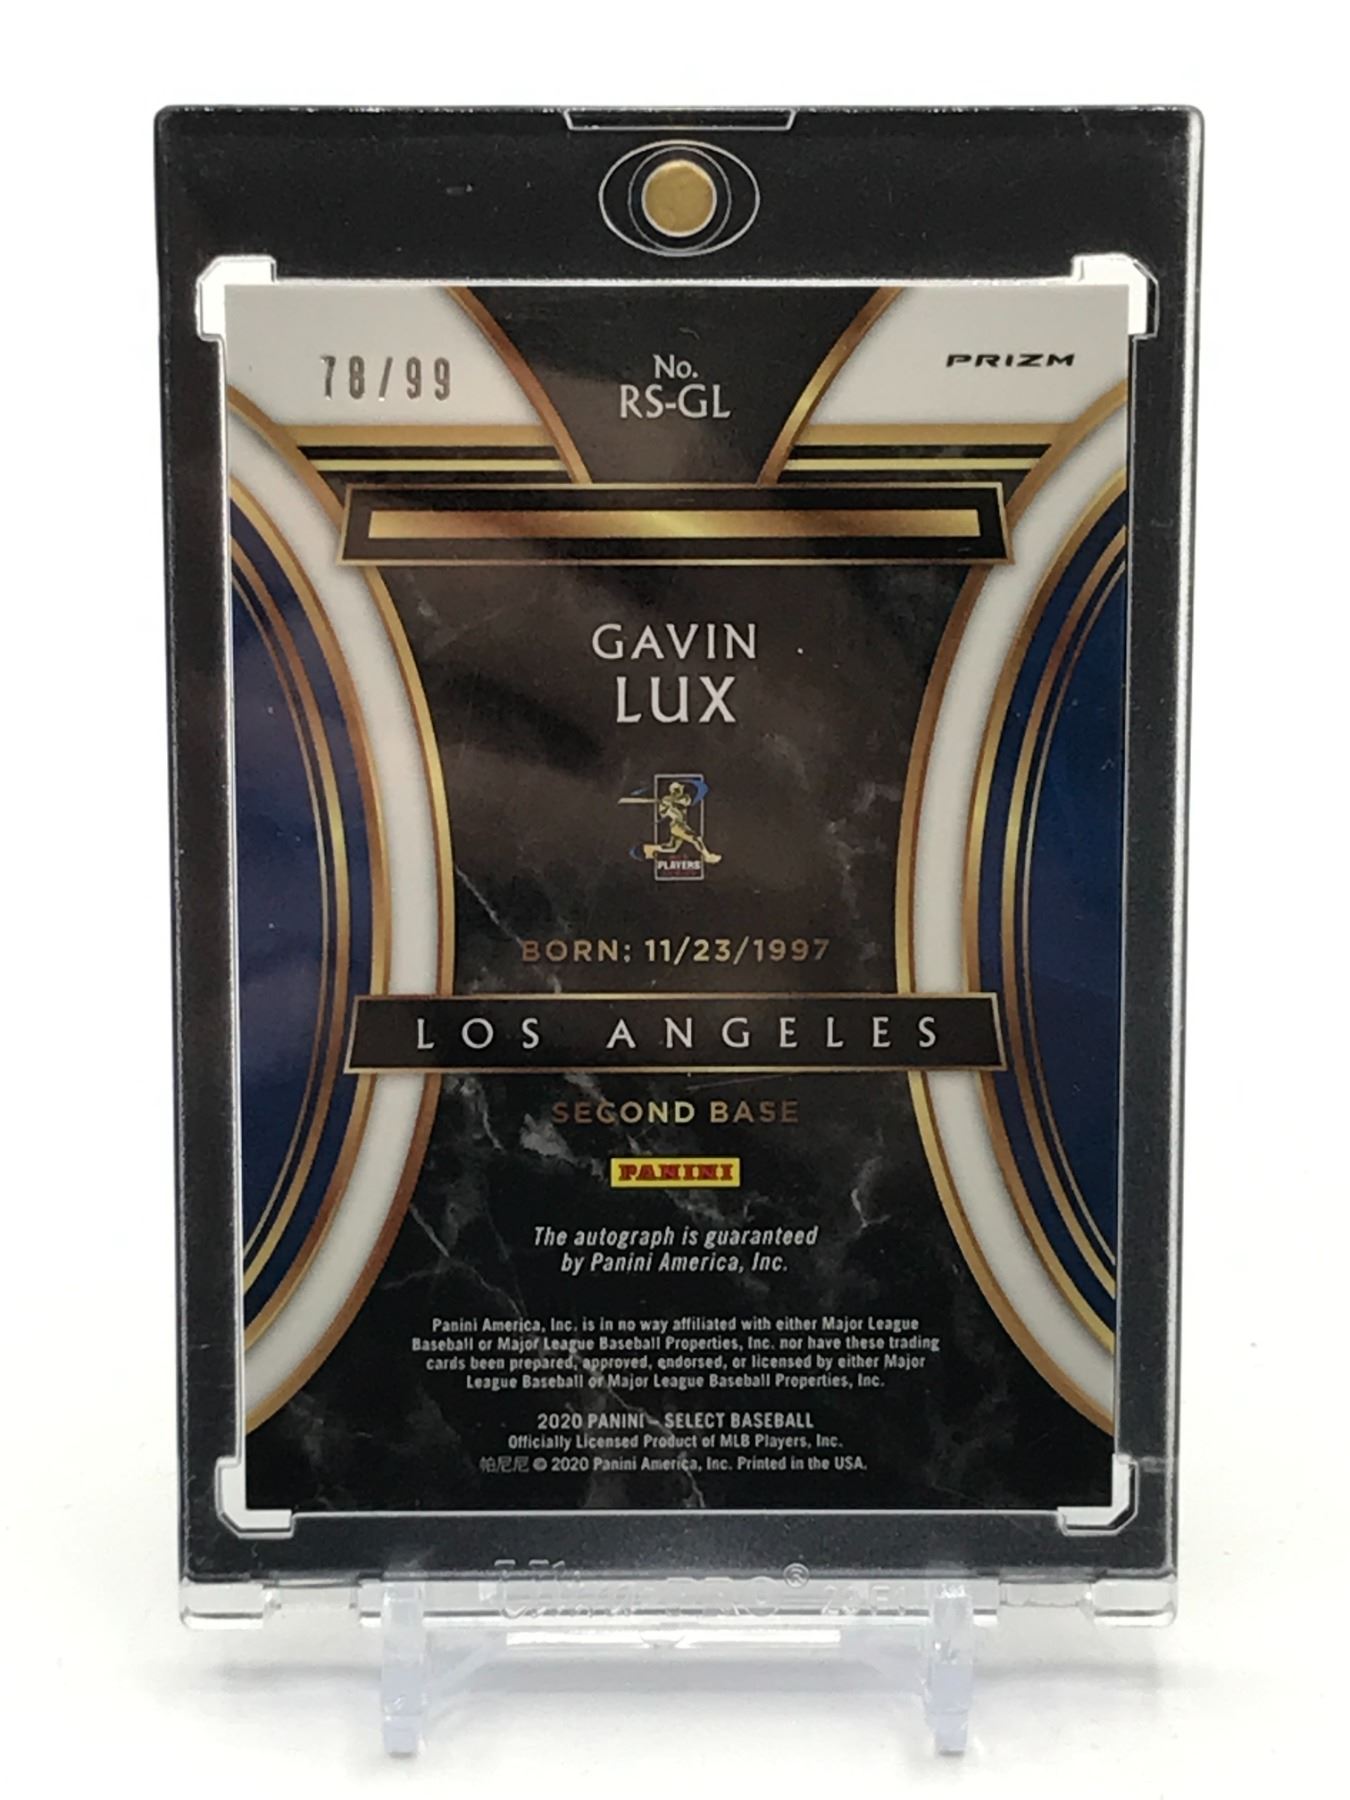 78/99
No.
RS-GL
PRIZM
GAVIN
LUX
PLAYERS
BORN: 11/23/1997
LOS ANGELES
SECOND BASE
PANINI
The autograph is guaranteed
by Panini America, Inc.
Panini America, Inc. is in no way affiliated with either Major League
Baseball or Major League Baseball Properties, Inc. nor have these trading
cards been prepared, approved, endorsed, or licensed by either Major
League Baseball or Major League Baseball Properties, Inc.
2020 PANINI – SELECT BASEBALL
Officially Licensed Product of MLB Players, Inc.
帕尼尼 © 2020 Panini America, Inc. Printed in the USA.